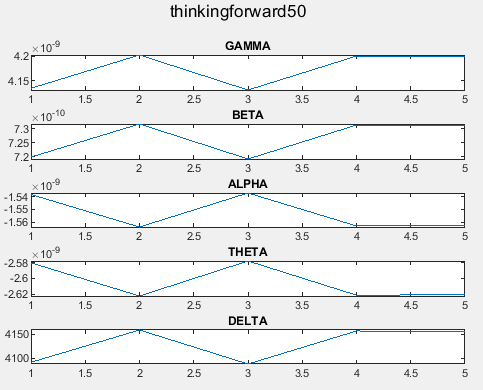 thinkingforward50
×10-9
GAMMA
4.2
4.15
1 1.5 2 2.5 3 3.5 4 4.5 5
×10-10
BETA
7.3
7.25
7.2
1 1.5 2 2.5 3 3.5 4 4.5 5
×10-9
ALPHA
-1.54
-1.55
-1.56
1 1.5 2 2.5 3 3.5 4 4.5 5
×10-9
THETA
-2.58
-2.6
-2.62
1 1.5 2 2.5 3 3.5 4 4.5 5
DELTA
4150
4100
1 1.5 2 2.5 3 3.5 4 4.5 5